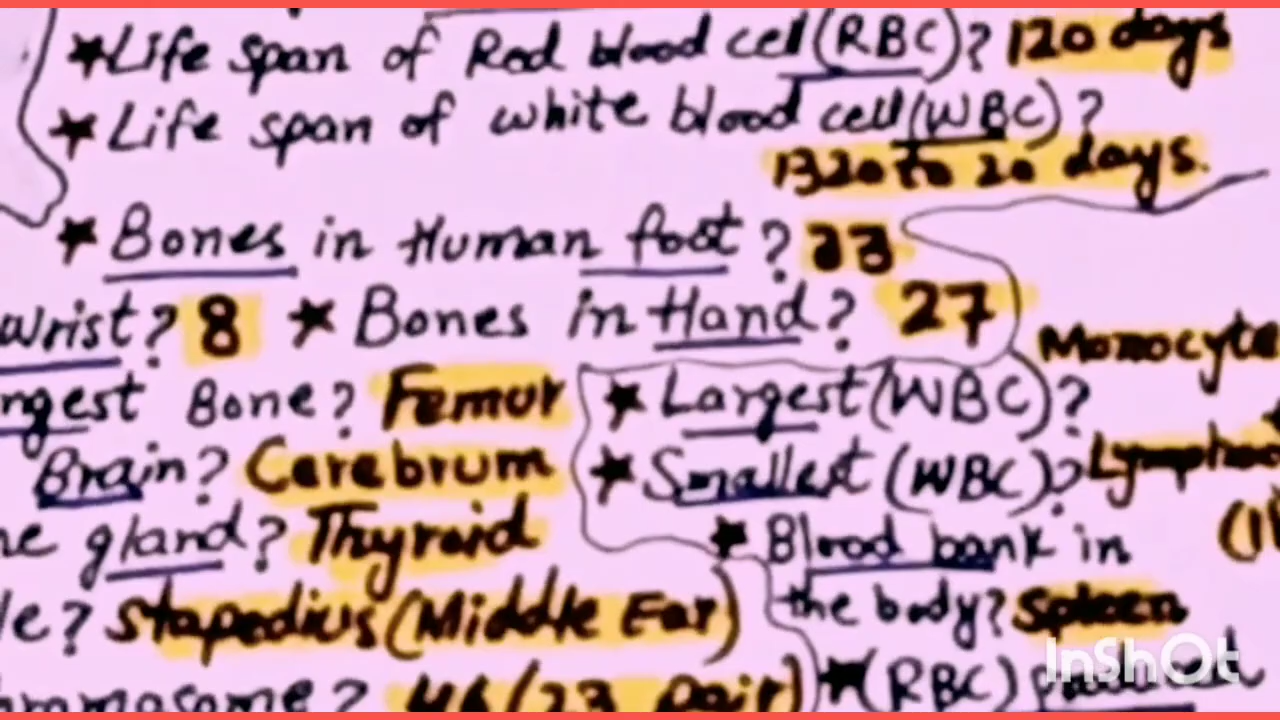 ★ Life span of Red blood cell (RBC)? 120 days
★ Life span of white blood cell (WBC)?
1320 to 20 days.
★ Bones in Human foot? 33
wrist? 8 ★ Bones in Hand? 27
Monocyte
ngest Bone? Femur ★ Largest (WBC)?
Brain? Cerebrum ★ Smallest (WBC)? Lympho
ne gland? Thyroid ★ Blood bank in
le? Stapedius (Middle Ear) the body? Spleen
hromosome? 46 (23 Pair) ★ (RBC)
InShOt